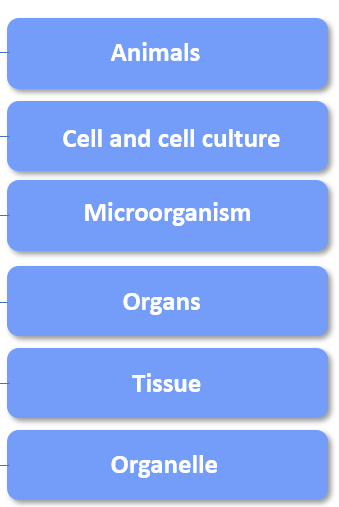 Animals
Cell and cell culture
Microorganism
Organs
Tissue
Organelle